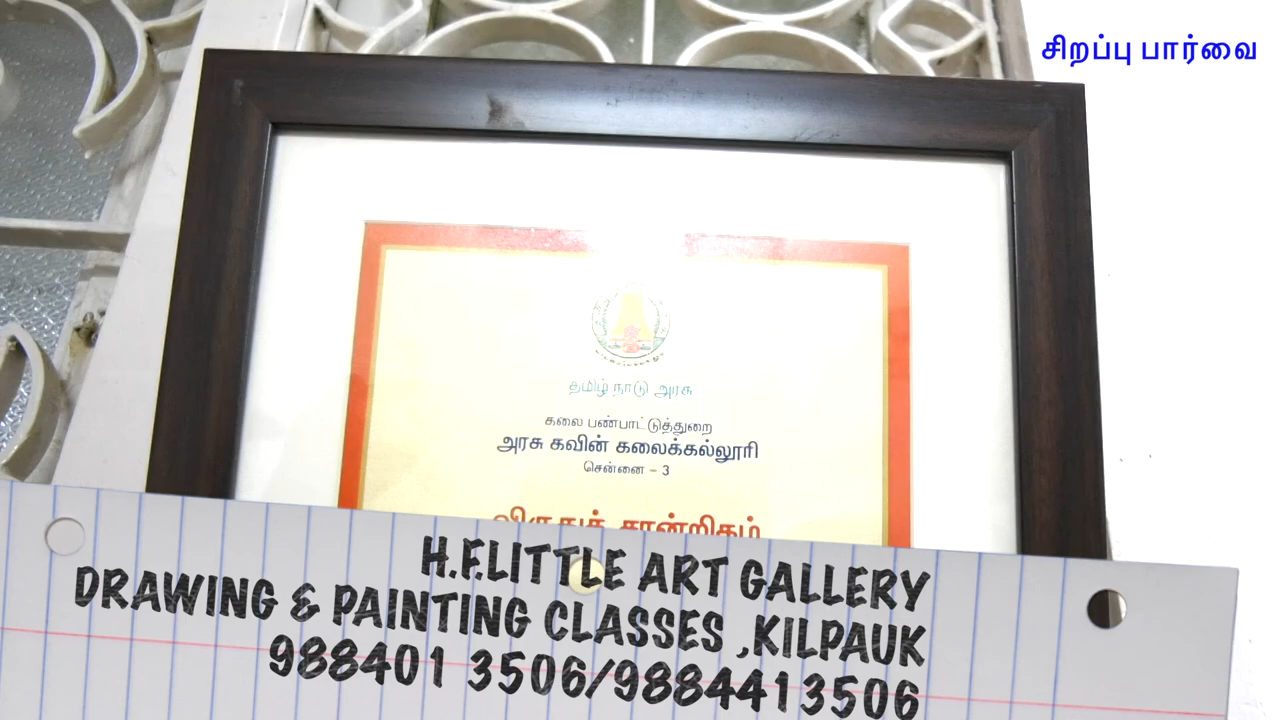 சிறப்பு பார்வை
தமிழ் நாடு அரசு
கலை பண்பாட்டுத்துறை
அரசு கவின் கலைக்கல்லூரி
சென்னை – 3
விருதுச் சான்றிதழ்
H.F.LITTLE ART GALLERY
DRAWING & PAINTING CLASSES ,KILPAUK
988401 3506/9884413506